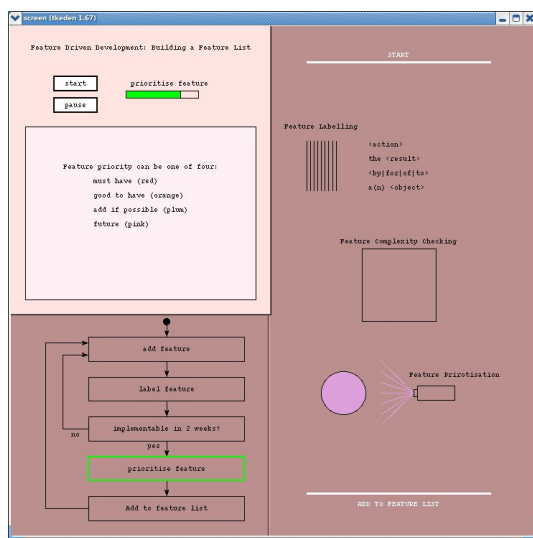 screen (tkeden 1.67)
Feature Driven Development: Building a Feature List
start
prioritise feature
pause
Feature priority can be one of four:
must have (red)
good to have (orange)
add if possible (plum)
future (pink)
add feature
label feature
implementable in 2 weeks?
no
yes
prioritise feature
Add to feature list
START
Feature Labelling
<action>
the <result>
<by|for|of|to>
a(n) <object>
Feature Complexity Checking
Feature Prirotisation
ADD TO FEATURE LIST